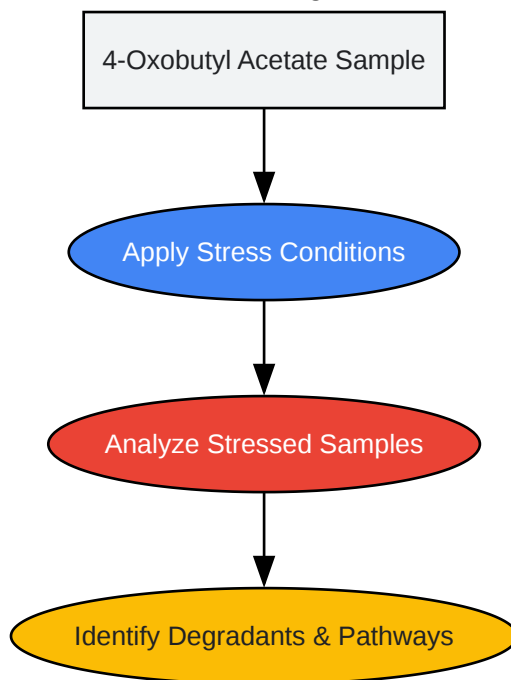 4-Oxobutyl Acetate Sample
Apply Stress Conditions
Analyze Stressed Samples
Identify Degradants & Pathways